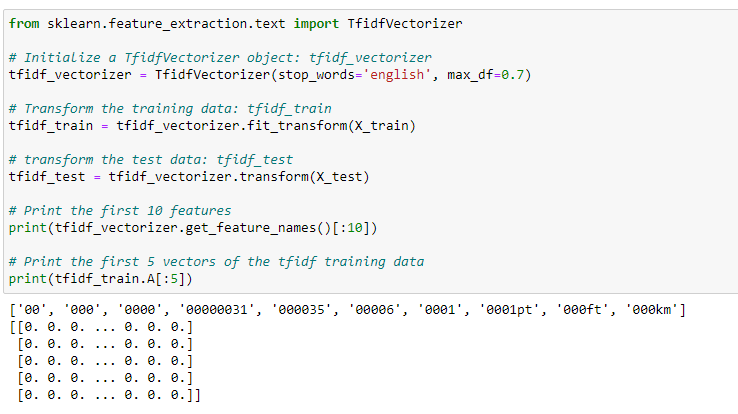 from sklearn.feature_extraction.text import TfidfVectorizer
# Initialize a TfidfVectorizer object: tfidf_vectorizer
tfidf_vectorizer = TfidfVectorizer(stop_words='english', max_df=0.7)
# Transform the training data: tfidf_train
tfidf_train = tfidf_vectorizer.fit_transform(X_train)
# transform the test data: tfidf_test
tfidf_test = tfidf_vectorizer.transform(X_test)
# Print the first 10 features
print(tfidf_vectorizer.get_feature_names()[:10])
# Print the first 5 vectors of the tfidf training data
print(tfidf_train.A[:5])
['00', '000', '0000', '00000031', '000035', '00006', '0001', '0001pt', '000ft', '000km']
[[0. 0. 0. ... 0. 0. 0.]
[0. 0. 0. ... 0. 0. 0.]
[0. 0. 0. ... 0. 0. 0.]
[0. 0. 0. ... 0. 0. 0.]
[0. 0. 0. ... 0. 0. 0.]]